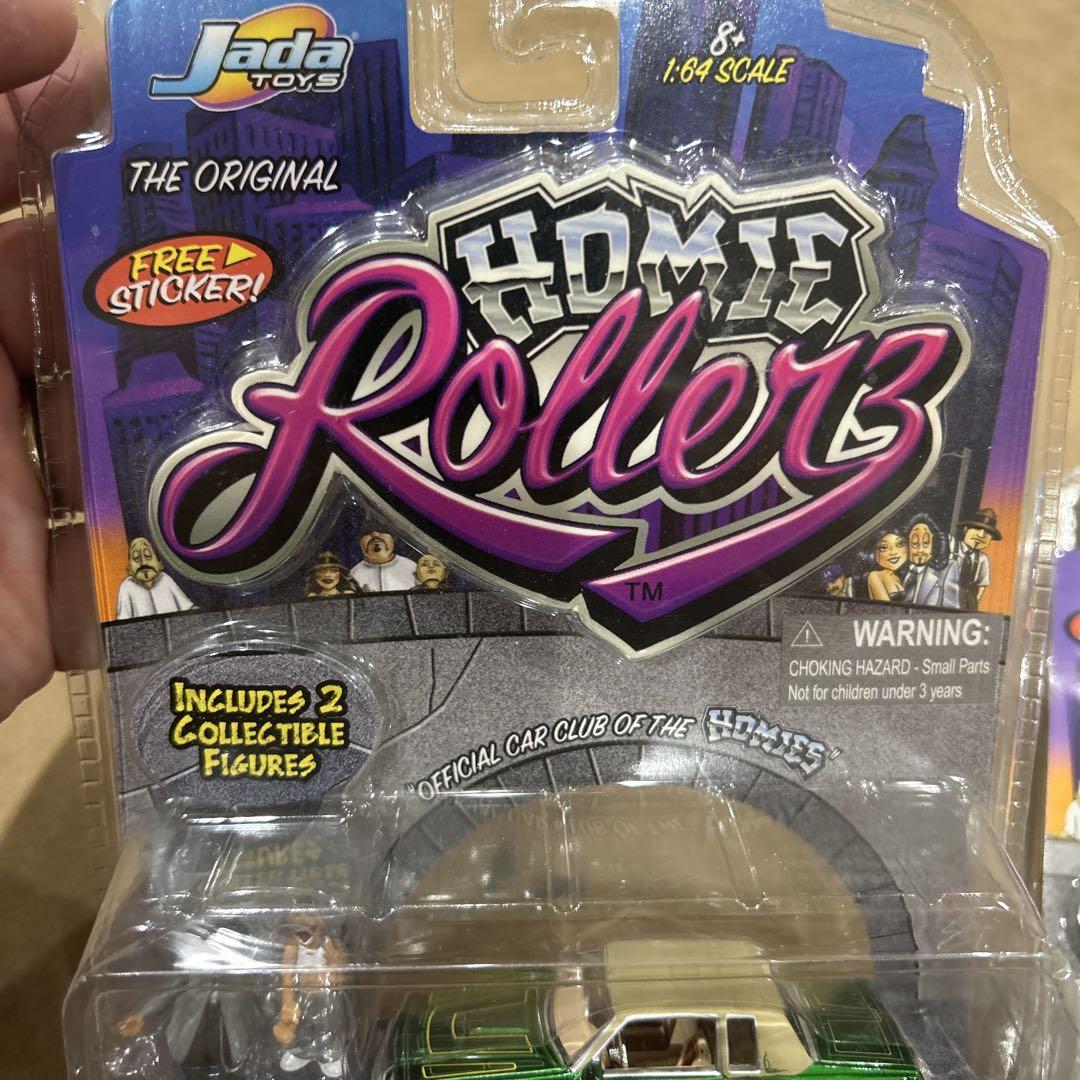 Jada
TOYS
8+
1:64 SCALE
THE ORIGINAL
FREE
STICKER!
HOMIE
Rollerz
TM
WARNING:
CHOKING HAZARD - Small Parts
Not for children under 3 years
INCLUDES 2
COLLECTIBLE
FIGURES
"OFFICIAL CAR CLUB OF THE HOMIES"